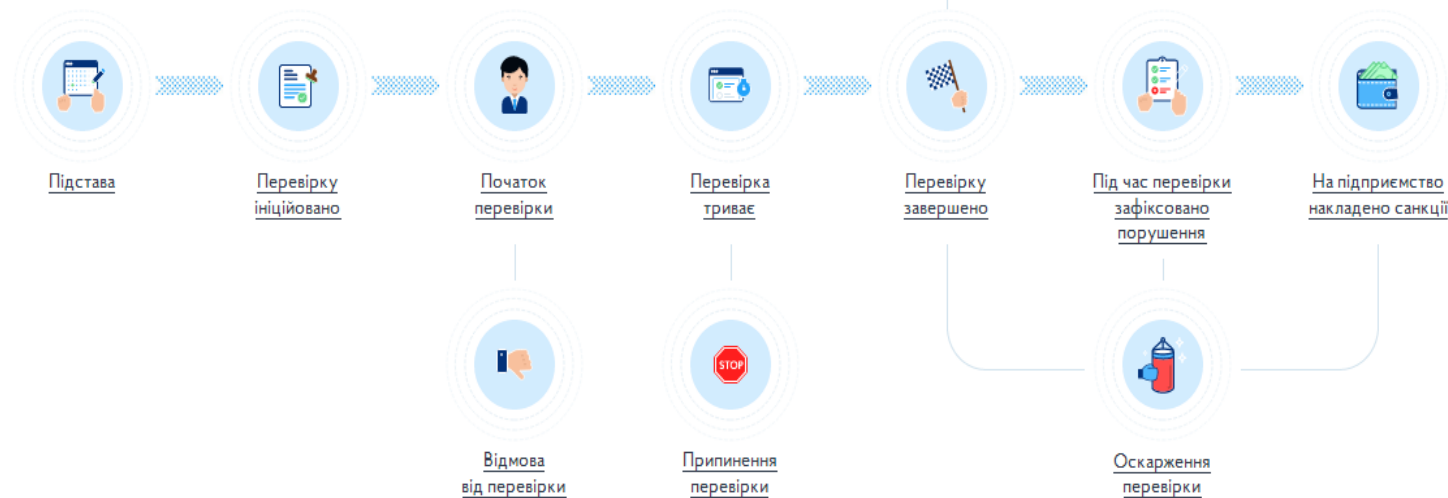 Підстава
Перевірку
ініційовано
Початок
перевірки
Перевірка
триває
Перевірку
завершено
Під час перевірки
зафіксовано
порушення
На підприємство
накладено санкції
Відмова
від перевірки
STOP
Припинення
перевірки
Оскарження
перевірки